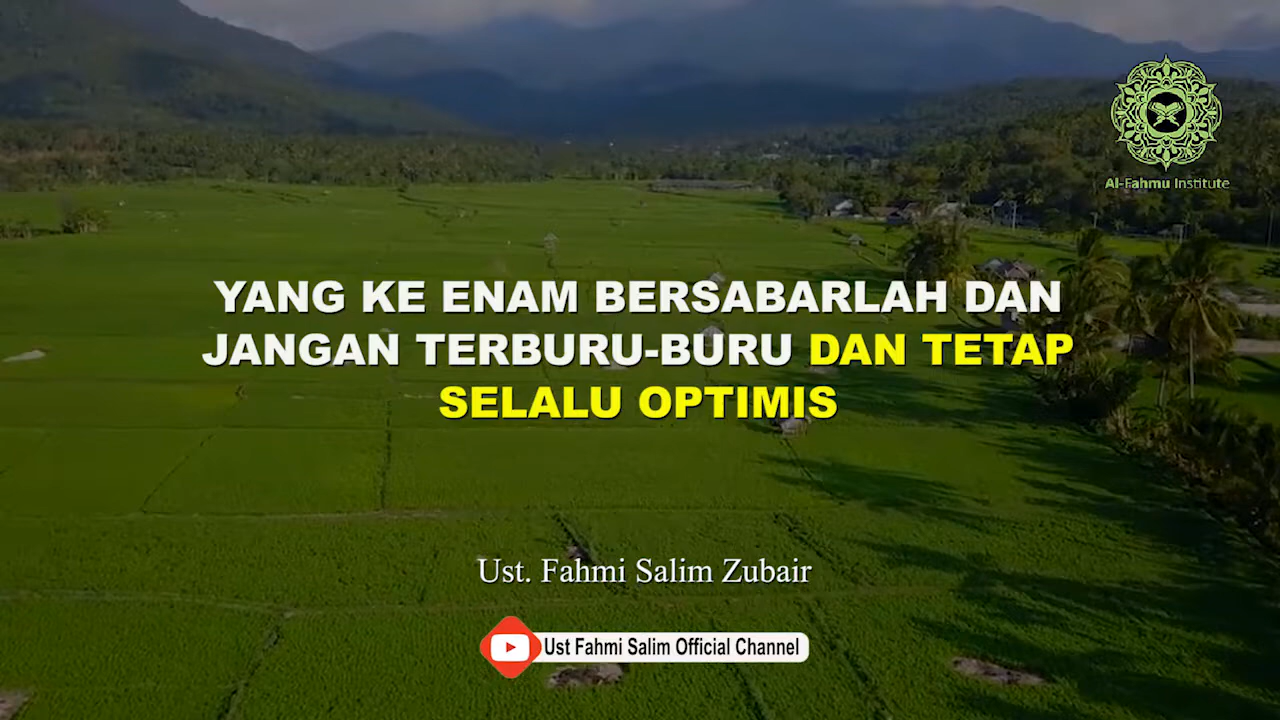 Al-Fahmu Institute
YANG KE ENAM BERSABARLAH DAN
JANGAN TERBURU-BURU DAN TETAP
SELALU OPTIMIS
Ust. Fahmi Salim Zubair
Ust Fahmi Salim Official Channel